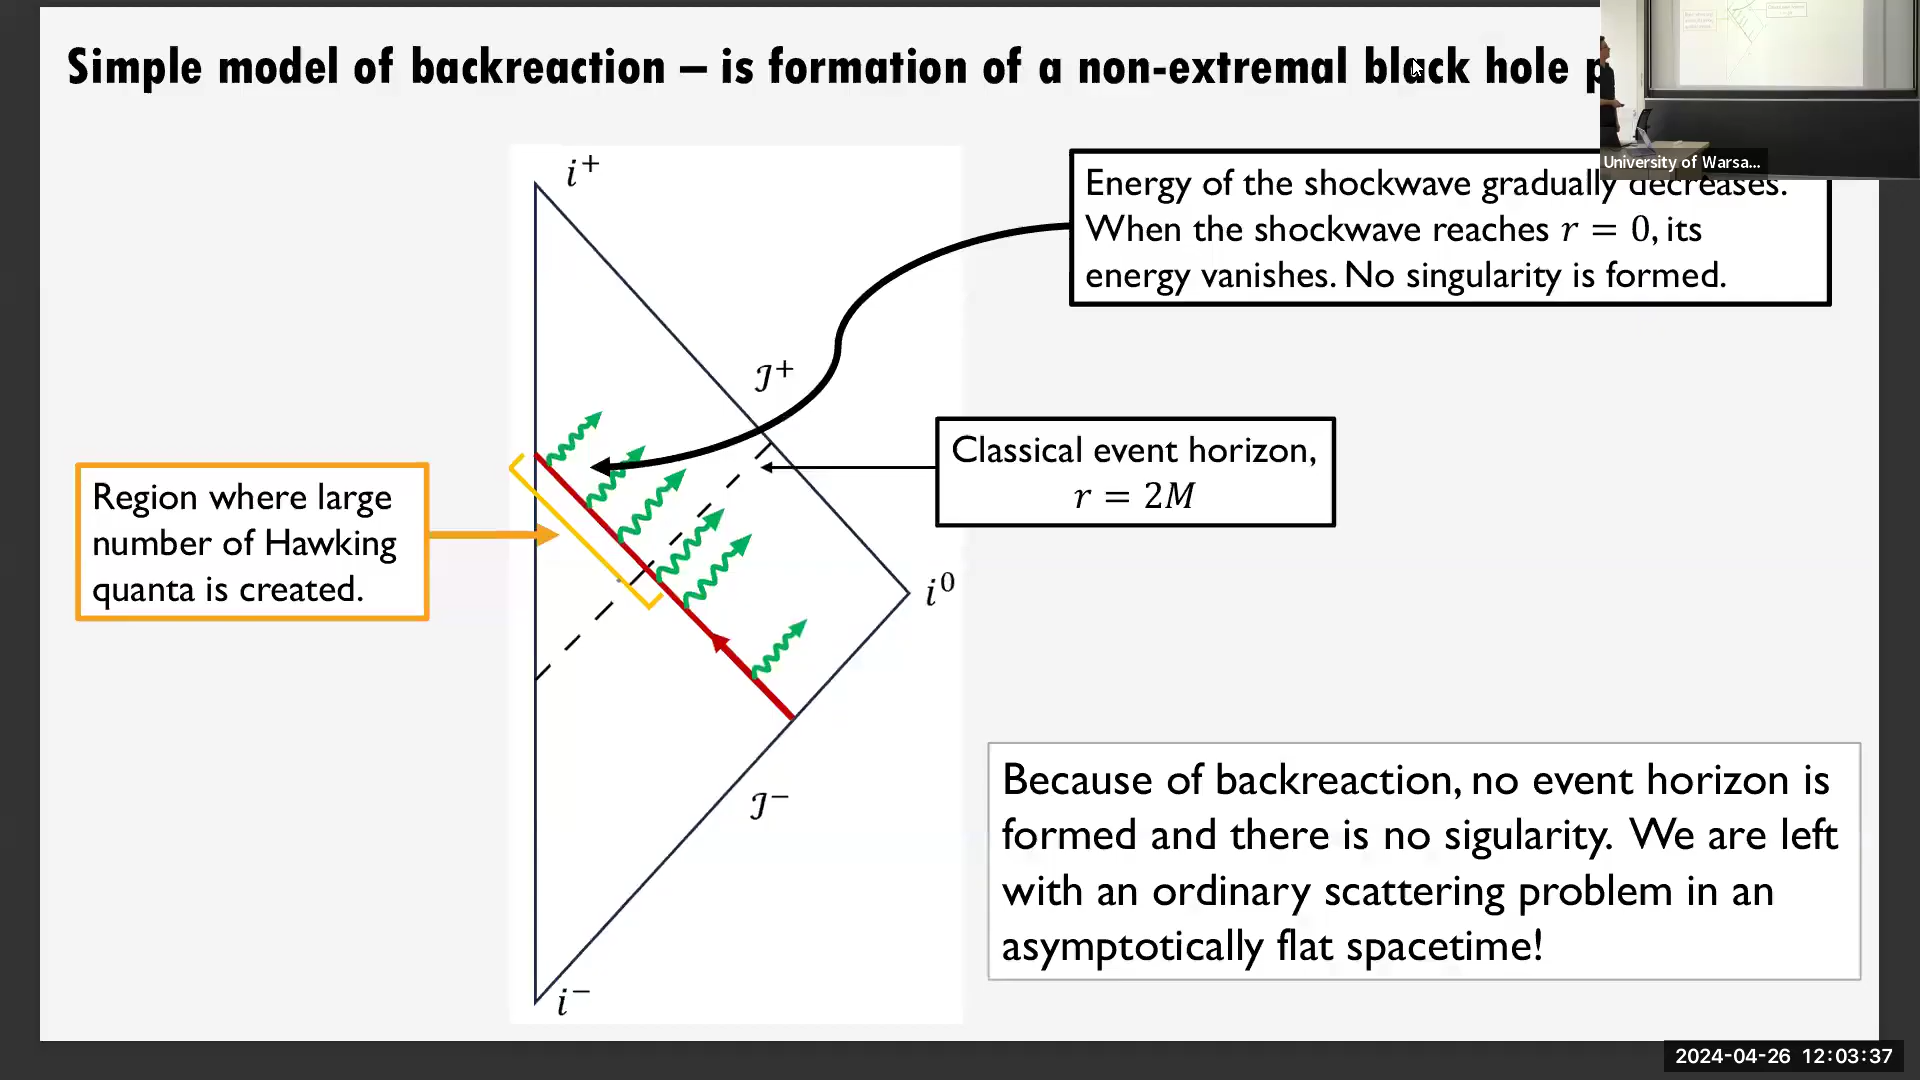 Simple model of backreaction – is formation of a non-extremal black hole
University of Warsa...
i⁺
Energy of the shockwave gradually decreases.
When the shockwave reaches r = 0, its
energy vanishes. No singularity is formed.
𝒥⁺
Classical event horizon,
r = 2M
Region where large
number of Hawking
quanta is created.
i⁰
𝒥⁻
Because of backreaction, no event horizon is
formed and there is no sigularity. We are left
with an ordinary scattering problem in an
asymptotically flat spacetime!
i⁻
2024-04-26 12:03:37